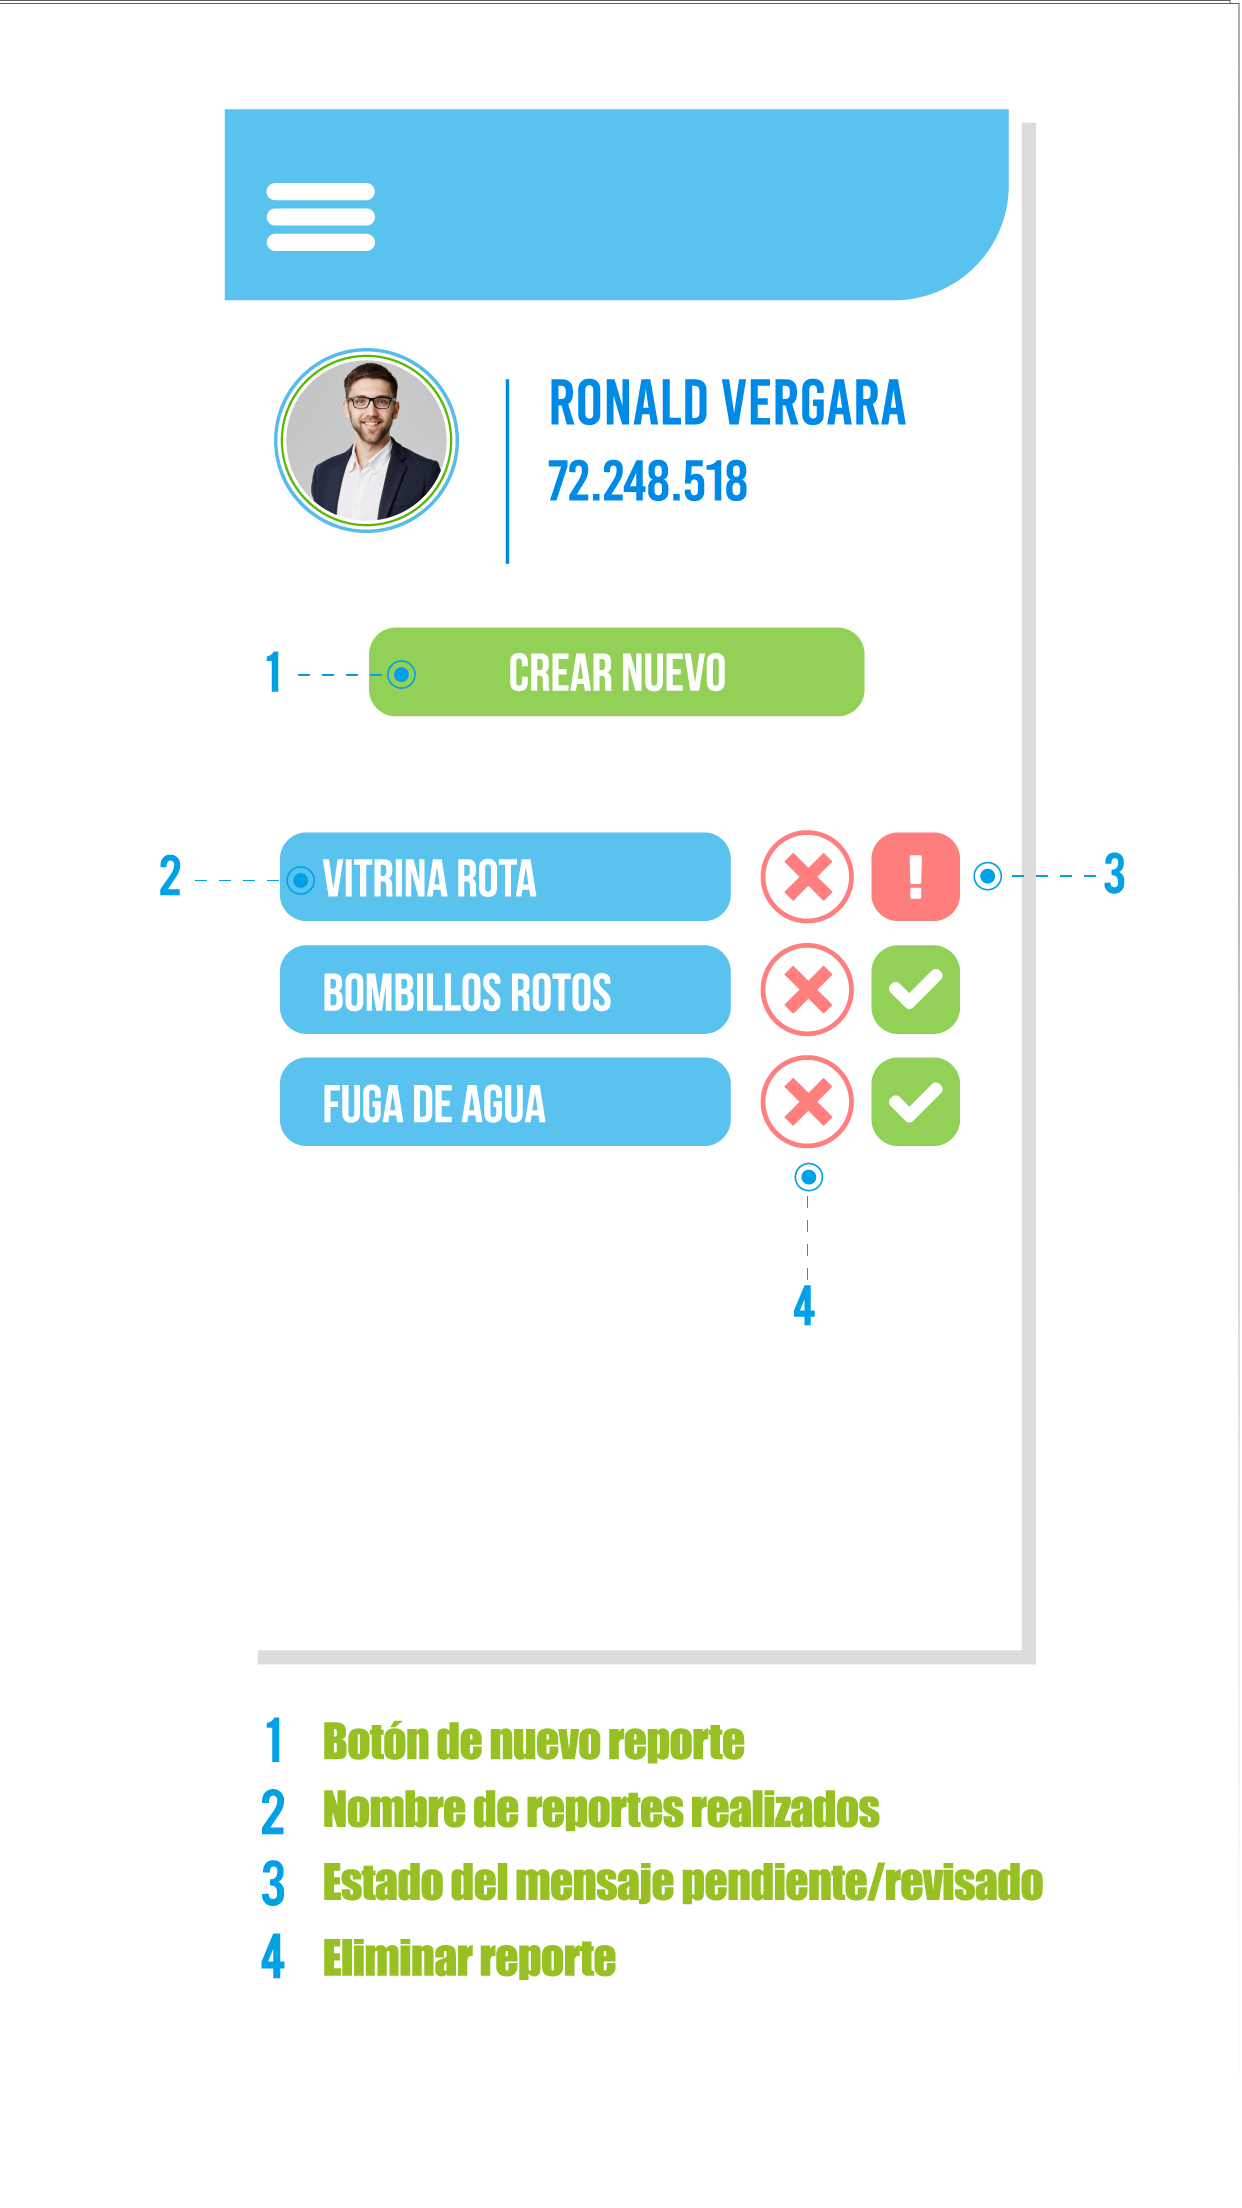 RONALD VERGARA
72.248.518
1 CREAR NUEVO
2 VITRINA ROTA ! 3
BOMBILLOS ROTOS
FUGA DE AGUA
4
1 Botón de nuevo reporte
2 Nombre de reportes realizados
3 Estado del mensaje pendiente/revisado
4 Eliminar reporte